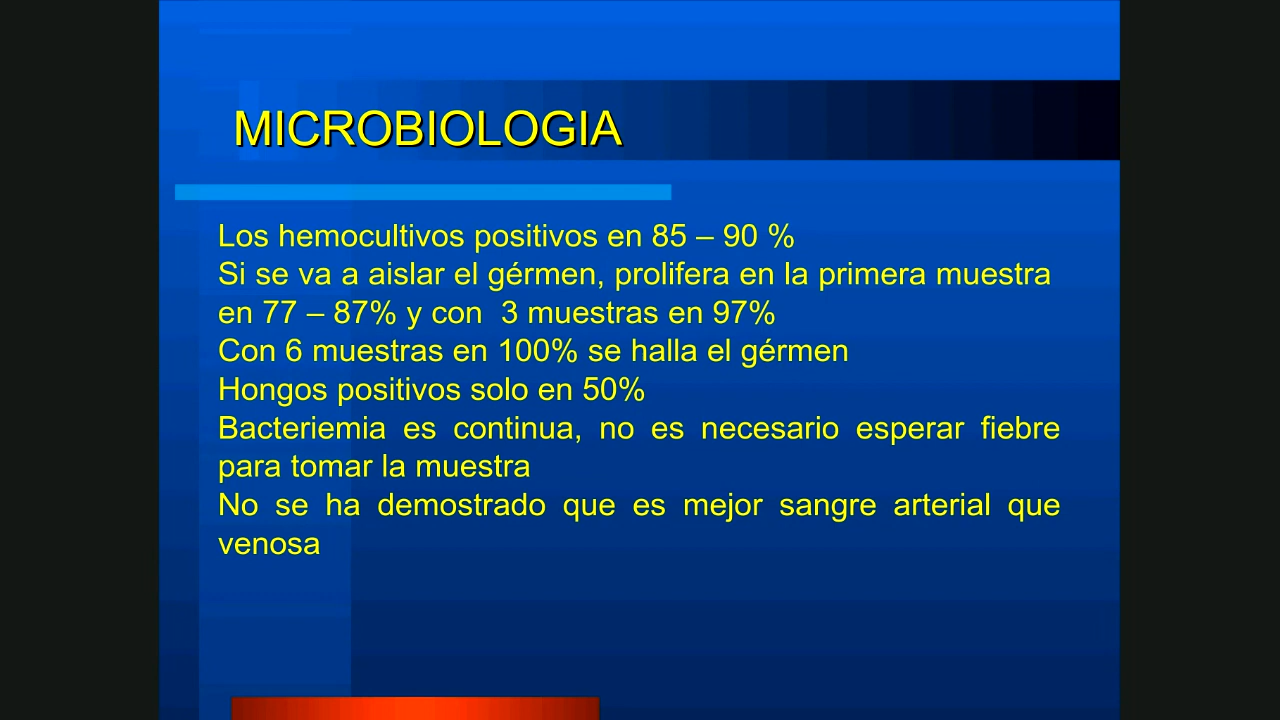 MICROBIOLOGIA
Los hemocultivos positivos en 85 – 90 %
Si se va a aislar el gérmen, prolifera en la primera muestra
en 77 – 87% y con 3 muestras en 97%
Con 6 muestras en 100% se halla el gérmen
Hongos positivos solo en 50%
Bacteriemia es continua, no es necesario esperar fiebre
para tomar la muestra
No se ha demostrado que es mejor sangre arterial que
venosa